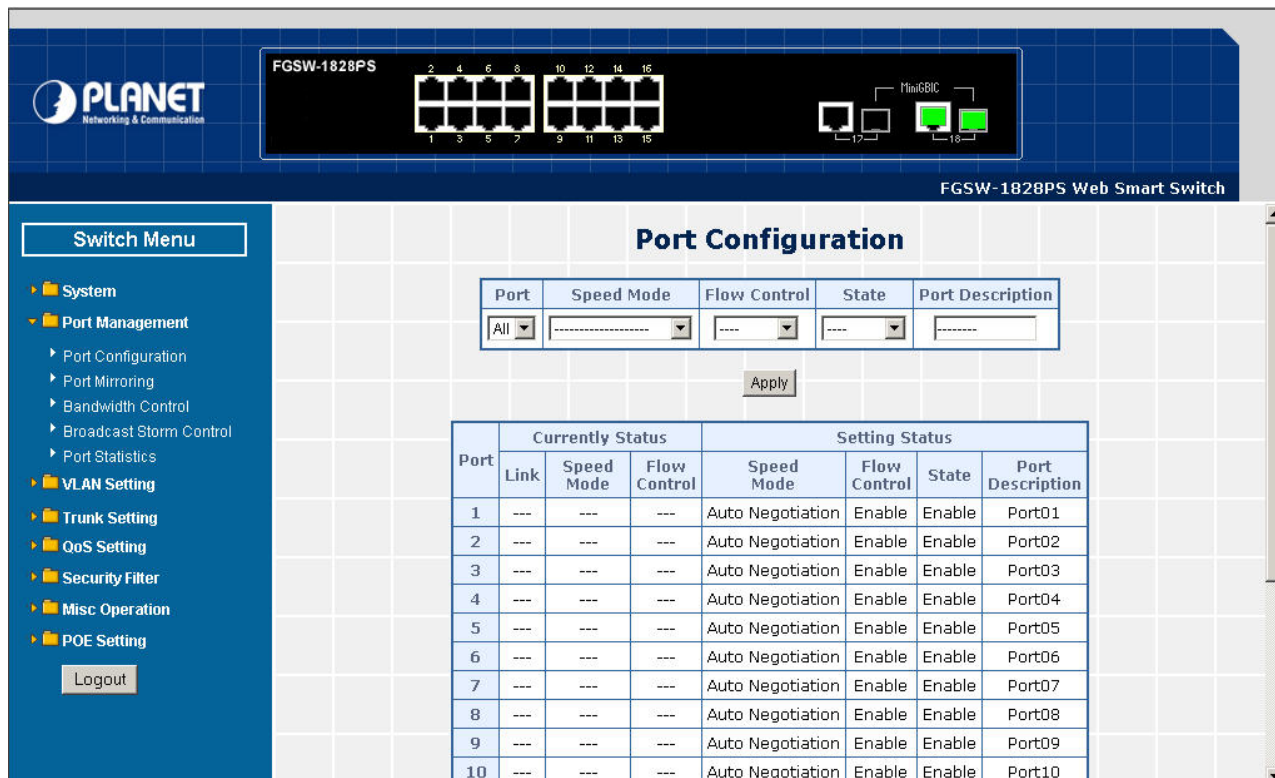 FGSW-1828PS
2 4 6 8 10 12 14 16
MiniGBIC
PLANET
Networking & Communication
1 3 5 7 9 11 13 15
17 18
FGSW-1828PS Web Smart Switch
Switch Menu
System
Port Management
Port Configuration
Port Mirroring
Bandwidth Control
Broadcast Storm Control
Port Statistics
VLAN Setting
Trunk Setting
QoS Setting
Security Filter
Misc Operation
POE Setting
Logout
Port Configuration
Port Speed Mode Flow Control State Port Description
All ------------------- ---- ---- --------
Apply
Port Currently Status Setting Status
Link Speed Mode Flow Control Speed Mode Flow Control State Port Description
1 --- --- --- Auto Negotiation Enable Enable Port01
2 --- --- --- Auto Negotiation Enable Enable Port02
3 --- --- --- Auto Negotiation Enable Enable Port03
4 --- --- --- Auto Negotiation Enable Enable Port04
5 --- --- --- Auto Negotiation Enable Enable Port05
6 --- --- --- Auto Negotiation Enable Enable Port06
7 --- --- --- Auto Negotiation Enable Enable Port07
8 --- --- --- Auto Negotiation Enable Enable Port08
9 --- --- --- Auto Negotiation Enable Enable Port09
10 --- --- --- Auto Negotiation Enable Enable Port10